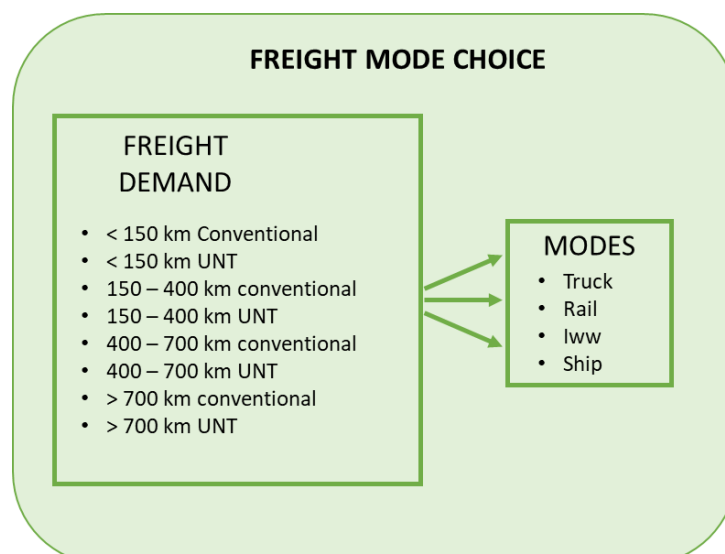 FREIGHT MODE CHOICE
FREIGHT
DEMAND
• < 150 km Conventional
• < 150 km UNT
• 150 – 400 km conventional
• 150 – 400 km UNT
• 400 – 700 km conventional
• 400 – 700 km UNT
• > 700 km conventional
• > 700 km UNT
MODES
• Truck
• Rail
• Iww
• Ship